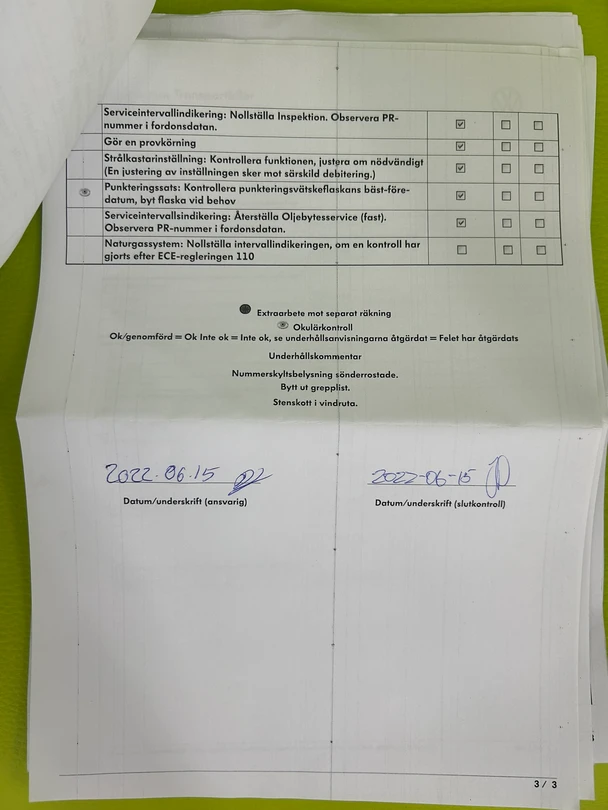 Serviceintervallindikering: Nollställa Inspektion. Observera PR-
nummer i fordonsdatan.
Gör en provkörning
Strålkastarinställning: Kontrollera funktionen, justera om nödvändigt
(En justering av inställningen sker mot särskild debitering.)
Punkteringssats: Kontrollera punkteringsvätskeflaskans bäst-före-
datum, byt flaska vid behov
Serviceintervallsindikering: Återställa Oljebytesservice (fast).
Observera PR-nummer i fordonsdatan.
Naturgassystem: Nollställa intervallindikeringen, om en kontroll har
gjorts efter ECE-regleringen 110
Extraarbete mot separat räkning
Okulärkontroll
Ok/genomförd = Ok Inte ok = Inte ok, se underhållsanvisningarna åtgärdat = Felet har åtgärdats
Underhållskommentar
Nummerskyltsbelysning sönderrostade.
Bytt ut grepplist.
Stenskott i vindruta.
2022.06.15
2022-06-15
Datum/underskrift (ansvarig)
Datum/underskrift (slutkontroll)
3 / 3